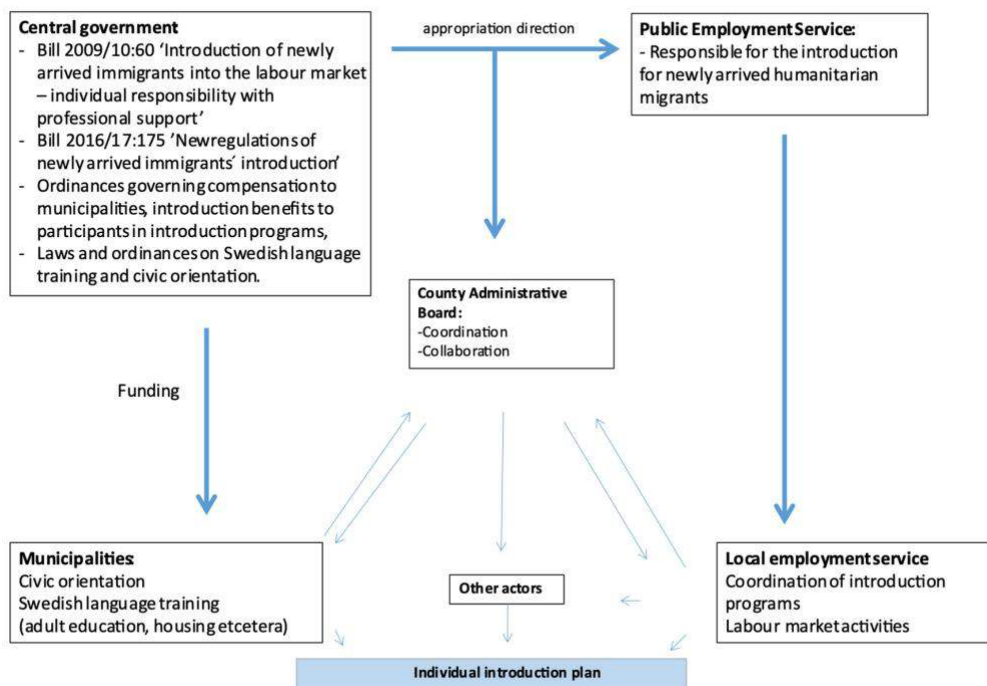 Central government
- Bill 2009/10:60 ‘Introduction of newly
arrived immigrants into the labour market
– individual responsibility with
professional support’
- Bill 2016/17:175 ’Newregulations of
newly arrived immigrants´ introduction’
- Ordinances governing compensation to
municipalities, introduction benefits to
participants in introduction programs,
- Laws and ordinances on Swedish language
training and civic orientation.
appropriation direction
Public Employment Service:
- Responsible for the introduction
for newly arrived humanitarian
migrants
County Administrative
Board:
-Coordination
-Collaboration
Funding
Municipalities:
Civic orientation
Swedish language training
(adult education, housing etcetera)
Other actors
Local employment service
Coordination of introduction
programs
Labour market activities
Individual introduction plan